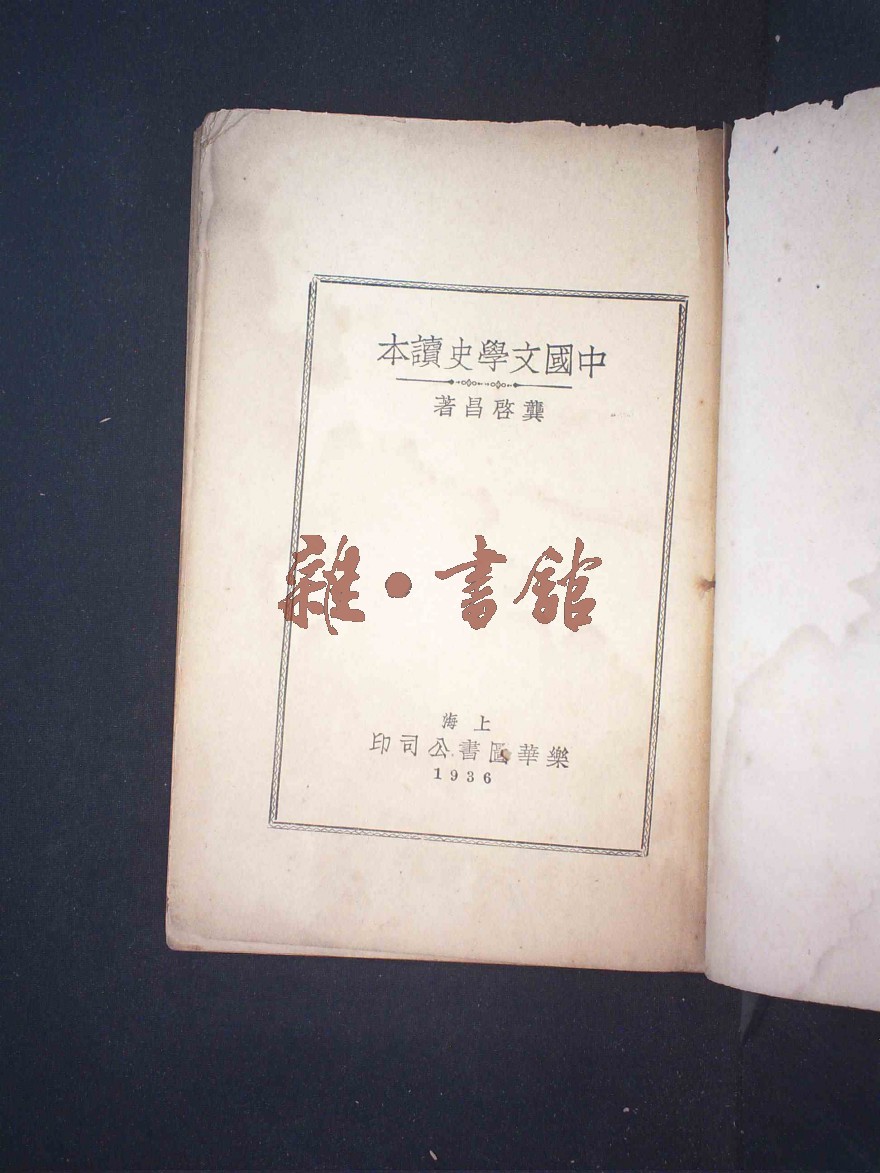 中國文學史讀本
龔啓昌著
雜·書館
上海
樂華圖書公司印
1936